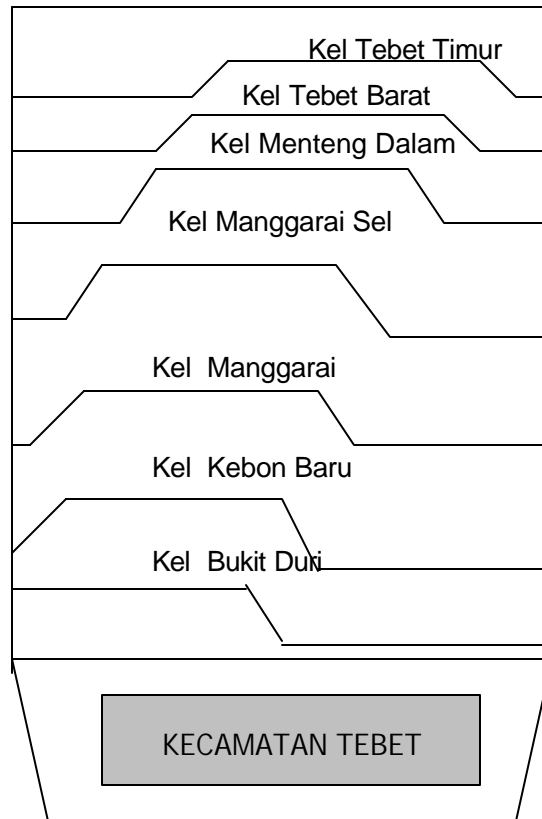 Kel Tebet Timur
Kel Tebet Barat
Kel Menteng Dalam
Kel Manggarai Sel
Kel Manggarai
Kel Kebon Baru
Kel Bukit Duri
KECAMATAN TEBET